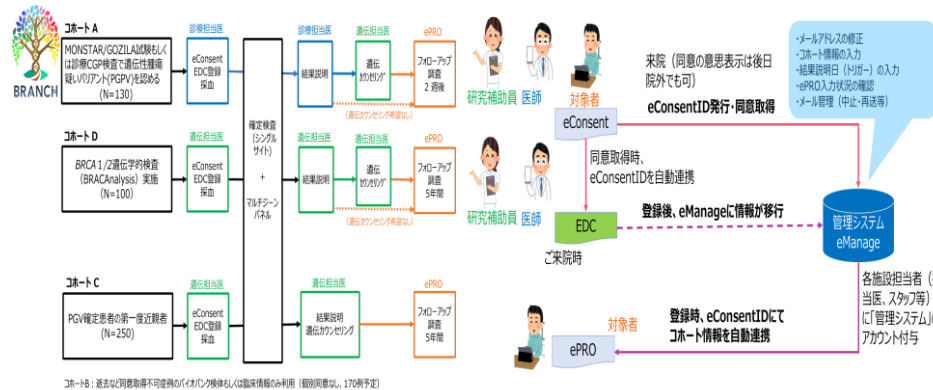 BRANCH
コホート A
MONSTAR/GOZILA試験もしく
は診療CGP検査で遺伝性腫瘍
疑いバリアント(PGPV)を認める
(N=130)
診療担当医
eConsent
EDC登録
採血
確定検査
(シングル
サイト)
+
マルチジーン
パネル
診療担当医
結果説明
遺伝担当医
遺伝
カウンセリング
(遺伝カウンセリング希望なし)
ePRO
フォローアップ
調査
2 週後
コホート D
BRCA 1/2遺伝学的検査
(BRACAnalysis)実施
(N=100)
遺伝担当医
eConsent
EDC登録
採血
遺伝担当医
結果説明
遺伝担当医
遺伝
カウンセリング
(遺伝カウンセリング希望なし)
ePRO
フォローアップ
調査
5年間
コホート C
PGV確定患者の第一度近親者
(N=250)
遺伝担当医
eConsent
EDC登録
採血
遺伝担当医
結果説明
遺伝カウンセリング
ePRO
フォローアップ
調査
5年間
コホートB:過去など同意取得不可症例のバイオバンク検体もしくは臨床情報のみ利用(個別同意なし、170例予定)
研究補助員
医師
対象者
来院(同意の意思表示は後日
院外でも可)
eConsentID発行・同意取得
eConsent
・メールアドレスの修正
・コホート情報の入力
・結果説明日(トリガー)の入力
・ePRO入力状況の確認
・メール管理(中止・再送等)
同意取得時、
eConsentIDを自動連携
研究補助員
医師
EDC
ご来院時
登録後、eManageに情報が移行
管理システム
eManage
各施設担当者(
当医、スタッフ等)
に「管理システム」
アカウント付与
対象者
ePRO
登録時、eConsentIDにて
コホート情報を自動連携